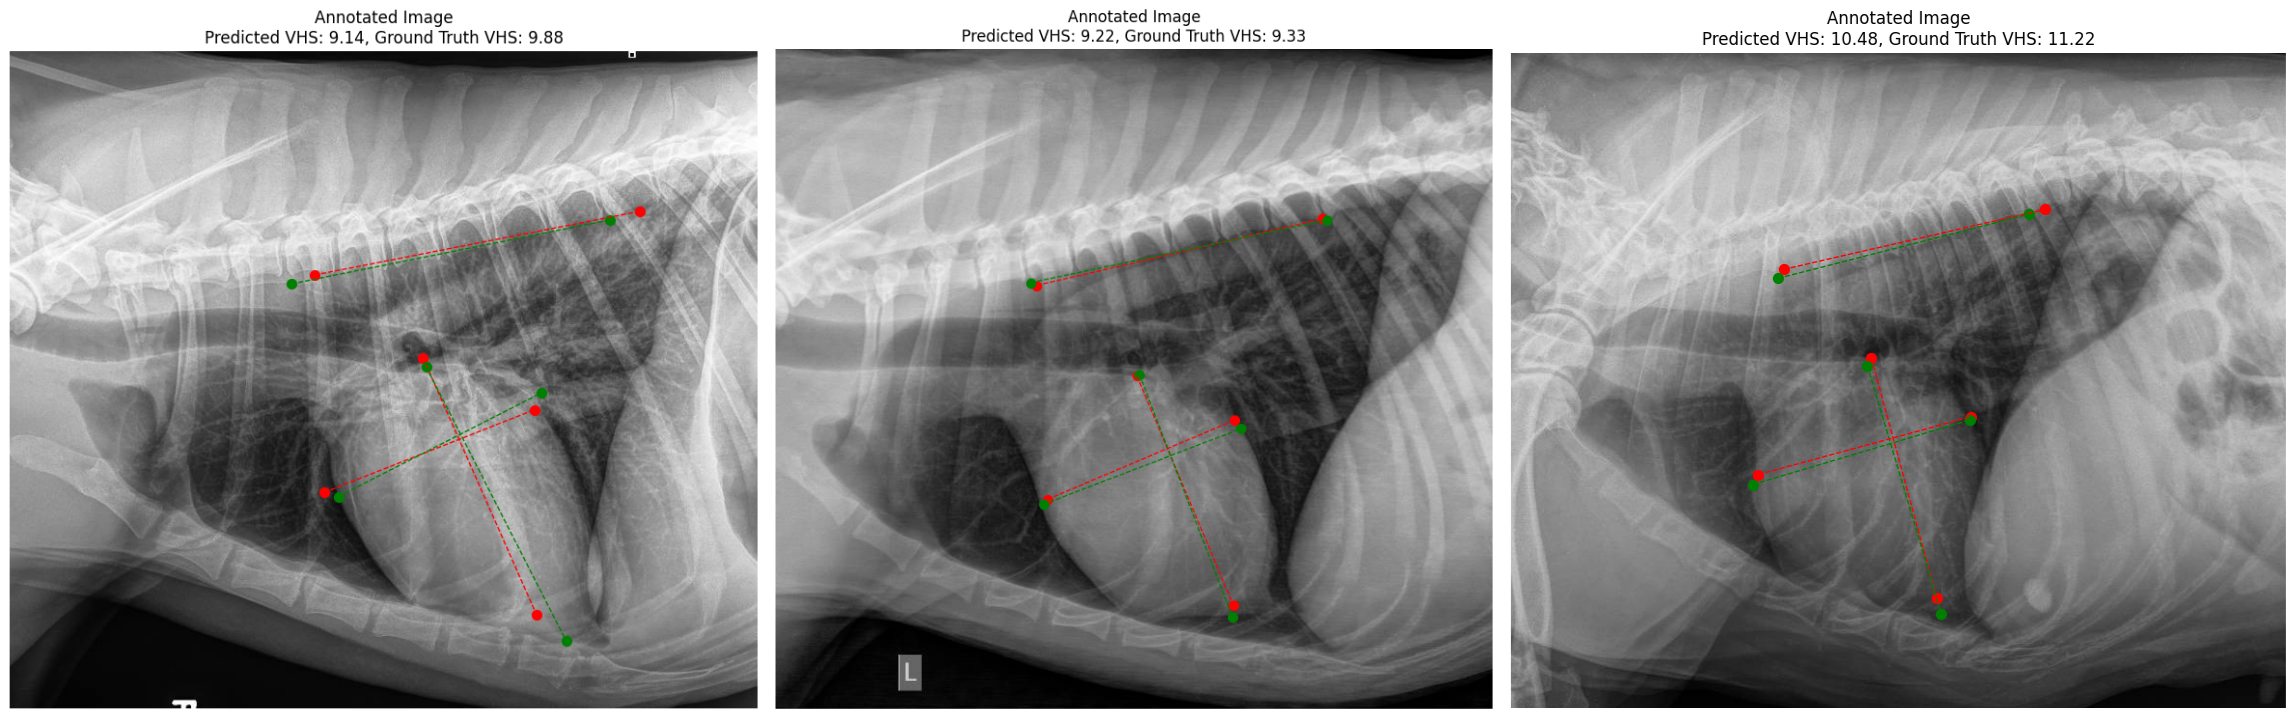 Annotated Image
Predicted VHS: 9.14, Ground Truth VHS: 9.88
Annotated Image
Predicted VHS: 9.22, Ground Truth VHS: 9.33
Annotated Image
Predicted VHS: 10.48, Ground Truth VHS: 11.22
L